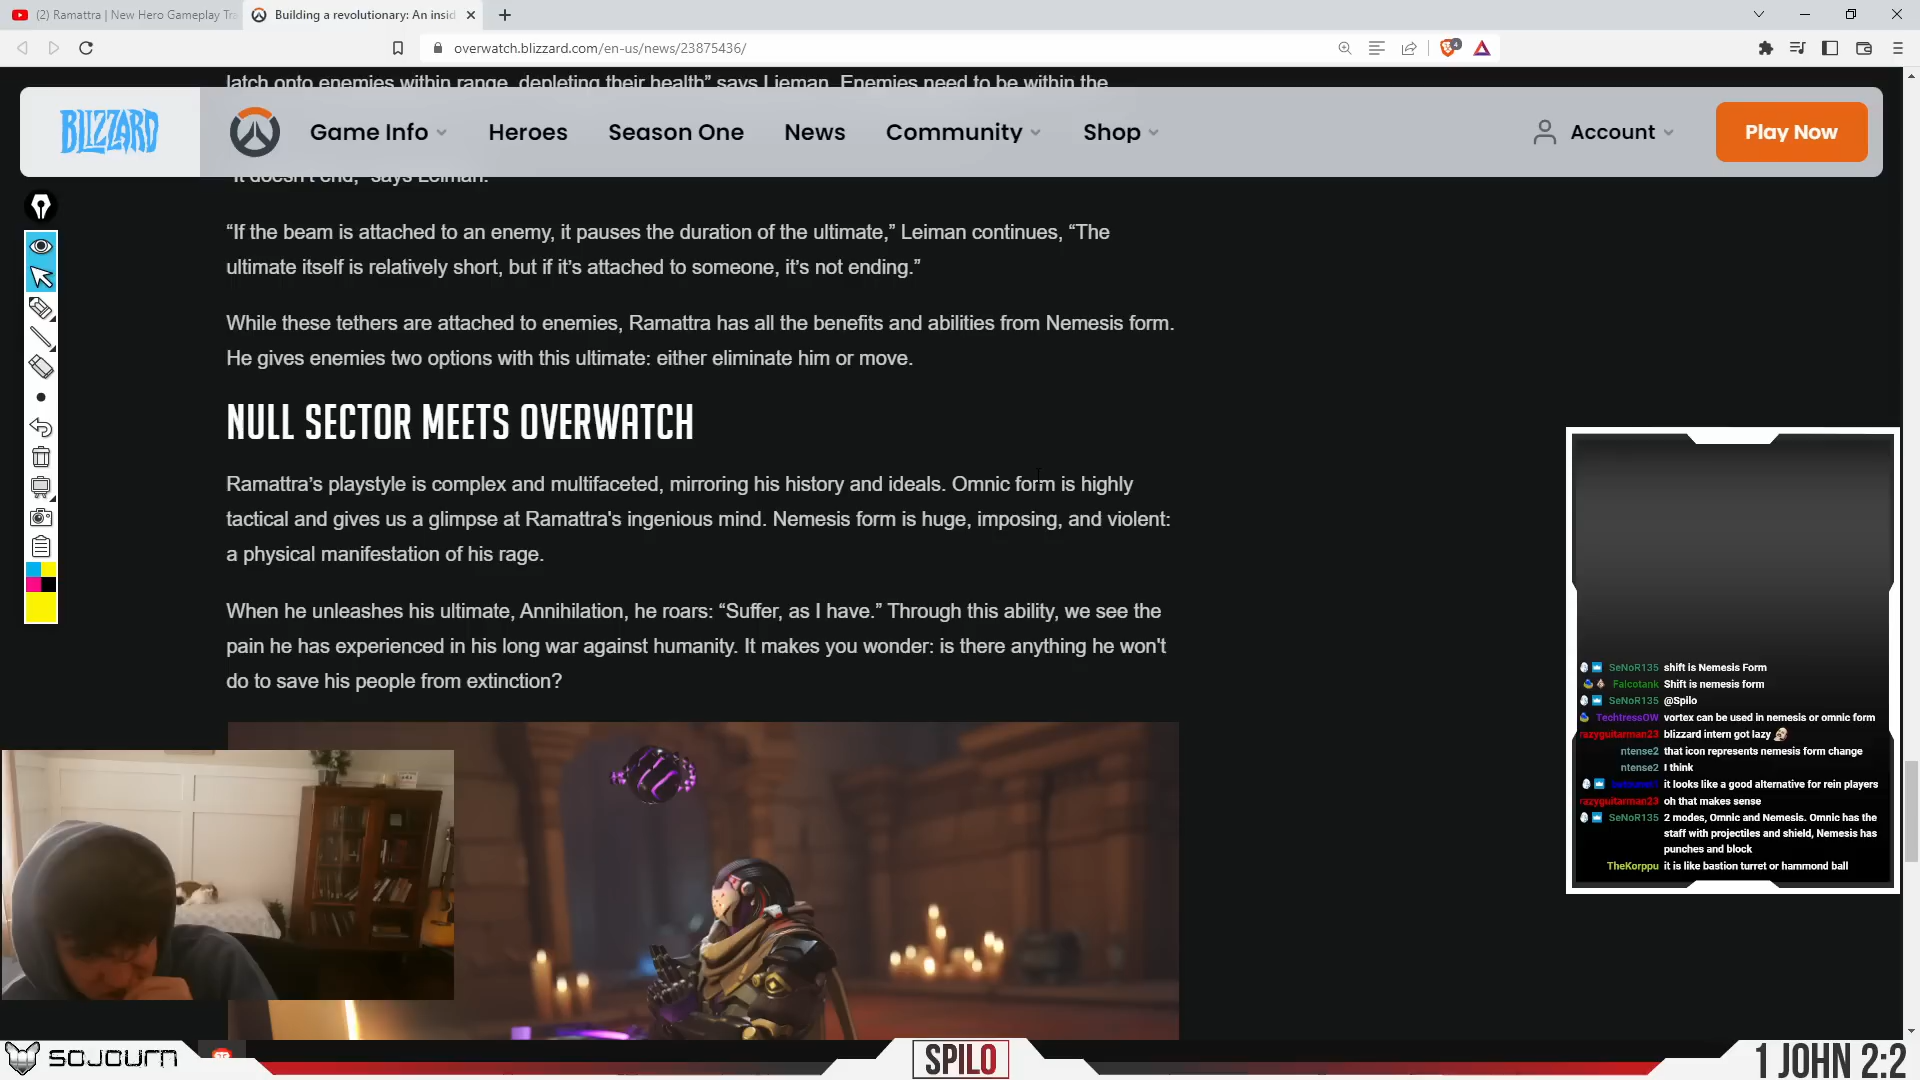 (2) Ramattra | New Hero Gameplay Tra
Building a revolutionary: An insid
overwatch.blizzard.com/en-us/news/23875436/
4
latch onto enemies within range, depleting their health” says Lieman. Enemies need to be within the
BLIZZARD
Game Info
Heroes
Season One
News
Community
Shop
Account
Play Now
“It doesn't end,” says Leiman.
“If the beam is attached to an enemy, it pauses the duration of the ultimate,” Leiman continues, “The
ultimate itself is relatively short, but if it’s attached to someone, it’s not ending.”
While these tethers are attached to enemies, Ramattra has all the benefits and abilities from Nemesis form.
He gives enemies two options with this ultimate: either eliminate him or move.
NULL SECTOR MEETS OVERWATCH
Ramattra’s playstyle is complex and multifaceted, mirroring his history and ideals. Omnic form is highly
tactical and gives us a glimpse at Ramattra's ingenious mind. Nemesis form is huge, imposing, and violent:
a physical manifestation of his rage.
When he unleashes his ultimate, Annihilation, he roars: “Suffer, as I have.” Through this ability, we see the
pain he has experienced in his long war against humanity. It makes you wonder: is there anything he won't
do to save his people from extinction?
SeNoR135 shift is Nemesis Form
Falcotank Shift is nemesis form
SeNoR135 @Spilo
TechtressOW vortex can be used in nemesis or omnic form
razyguitarman23 blizzard intern got lazy
ntense2 that icon represents nemesis form change
ntense2 I think
it looks like a good alternative for rein players
razyguitarman23 oh that makes sense
SeNoR135 2 modes, Omnic and Nemesis. Omnic has the
staff with projectiles and shield, Nemesis has
punches and block
TheKorppu it is like bastion turret or hammond ball
SOJOURN
SPILO
1 JOHN 2:2